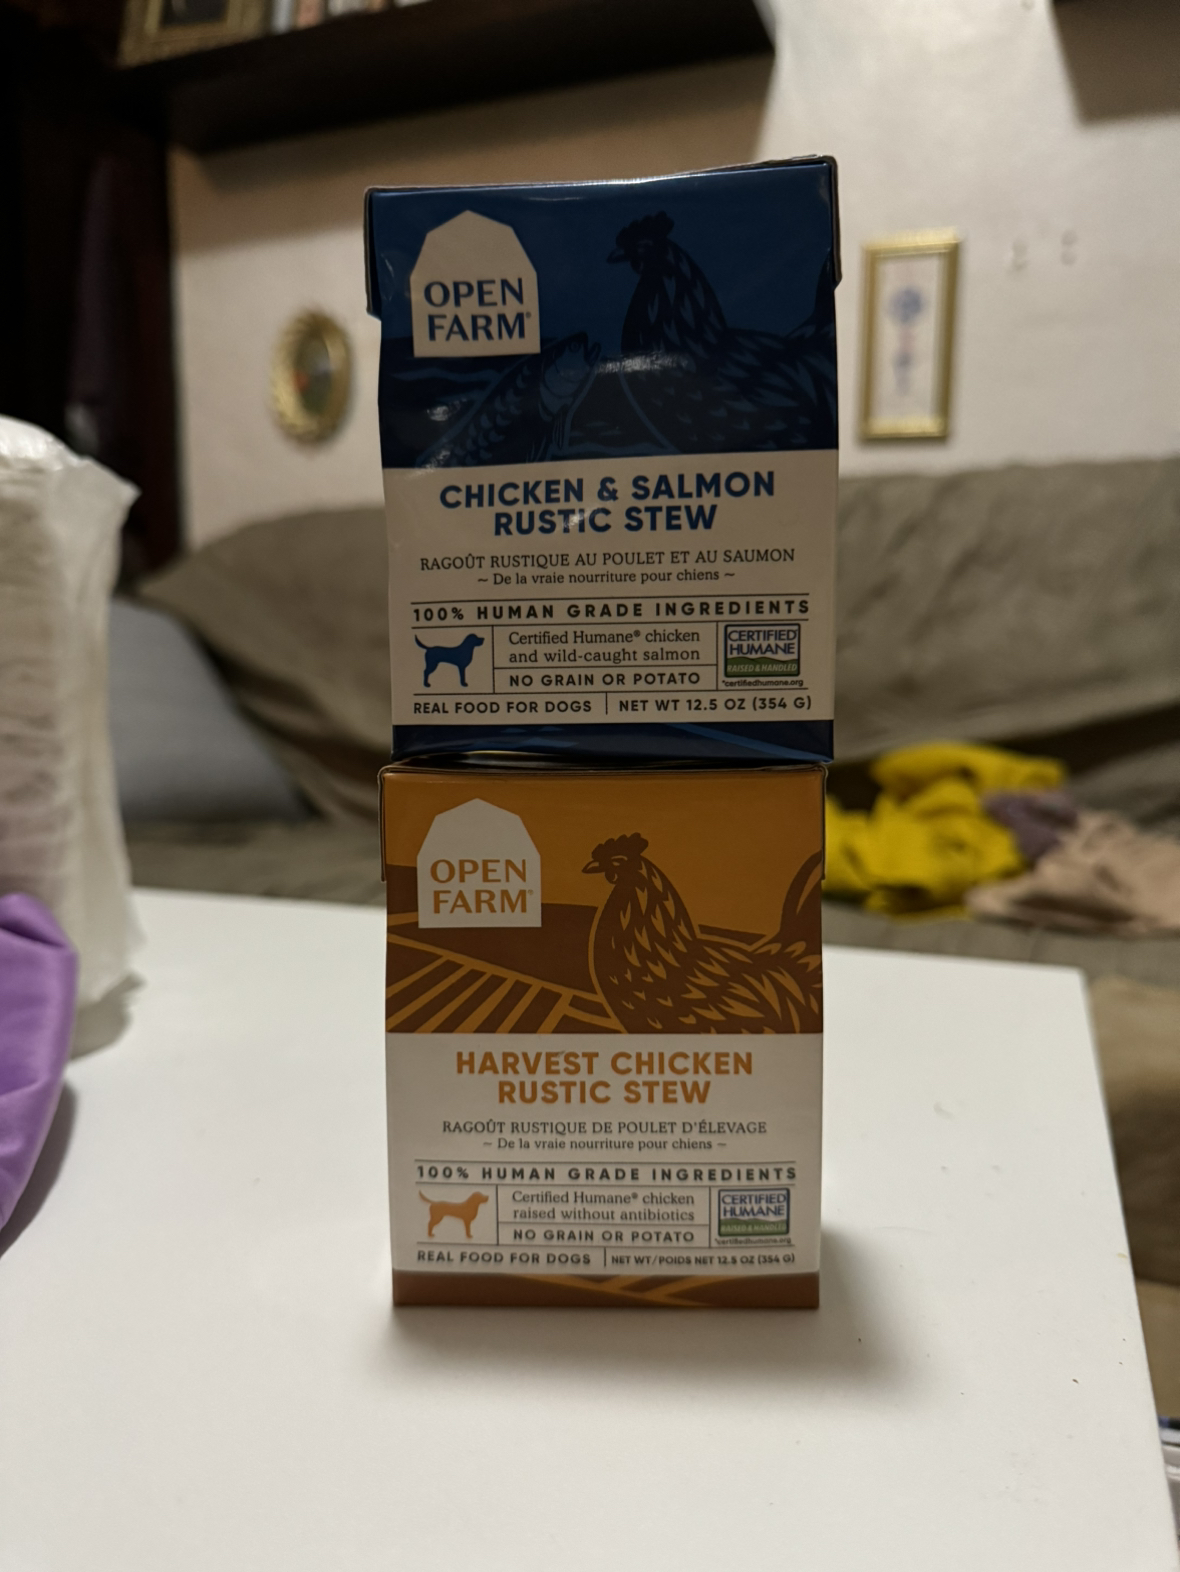 OPEN
FARM®
CHICKEN & SALMON
RUSTIC STEW
RAGOÛT RUSTIQUE AU POULET ET AU SAUMON
~ De la vraie nourriture pour chiens ~
100% HUMAN GRADE INGREDIENTS
Certified Humane® chicken
and wild-caught salmon
NO GRAIN OR POTATO
CERTIFIED
HUMANE
RAISED & HANDLED
*certifiedhumane.org
REAL FOOD FOR DOGS
NET WT 12.5 OZ (354 G)
OPEN
FARM®
HARVEST CHICKEN
RUSTIC STEW
RAGOÛT RUSTIQUE DE POULET D'ÉLEVAGE
~ De la vraie nourriture pour chiens ~
100% HUMAN GRADE INGREDIENTS
Certified Humane® chicken
raised without antibiotics
NO GRAIN OR POTATO
CERTIFIED
HUMANE
RAISED & HANDLED
*certifiedhumane.org
REAL FOOD FOR DOGS
NET WT/POIDS NET 12.5 OZ (354 G)